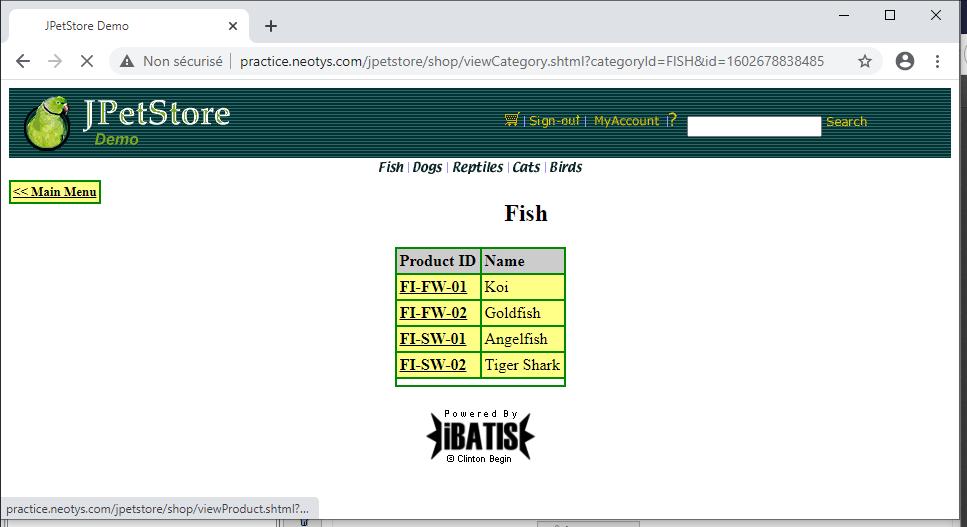 JPetStore Demo
Non sécurisé | practice.neotys.com/jpetstore/shop/viewCategory.shtml?categoryId=FISH&id=1602678838485
JPetStore
Demo
| Sign-out | MyAccount | ? Search
Fish | Dogs | Reptiles | Cats | Birds
<< Main Menu
Fish
Product ID Name
FI-FW-01 Koi
FI-FW-02 Goldfish
FI-SW-01 Angelfish
FI-SW-02 Tiger Shark
Powered By
iBATIS
© Clinton Begin
practice.neotys.com/jpetstore/shop/viewProduct.shtml?...